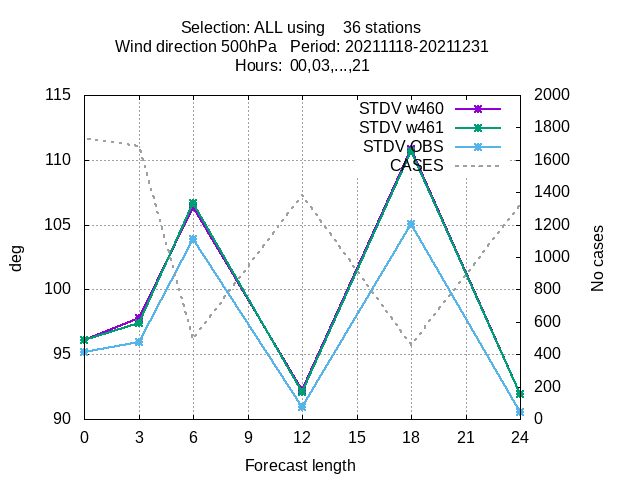 Selection: ALL using 36 stations
Wind direction 500hPa Period: 20211118-20211231
Hours: 00,03,...,21
115 2000
STDV w460
1800
STDV w461
STDV OBS
110 1600
CASES
1400
105 1200
deg
No cases
1000
100 800
600
95 400
200
90 0
0 3 6 9 12 15 18 21 24
Forecast length